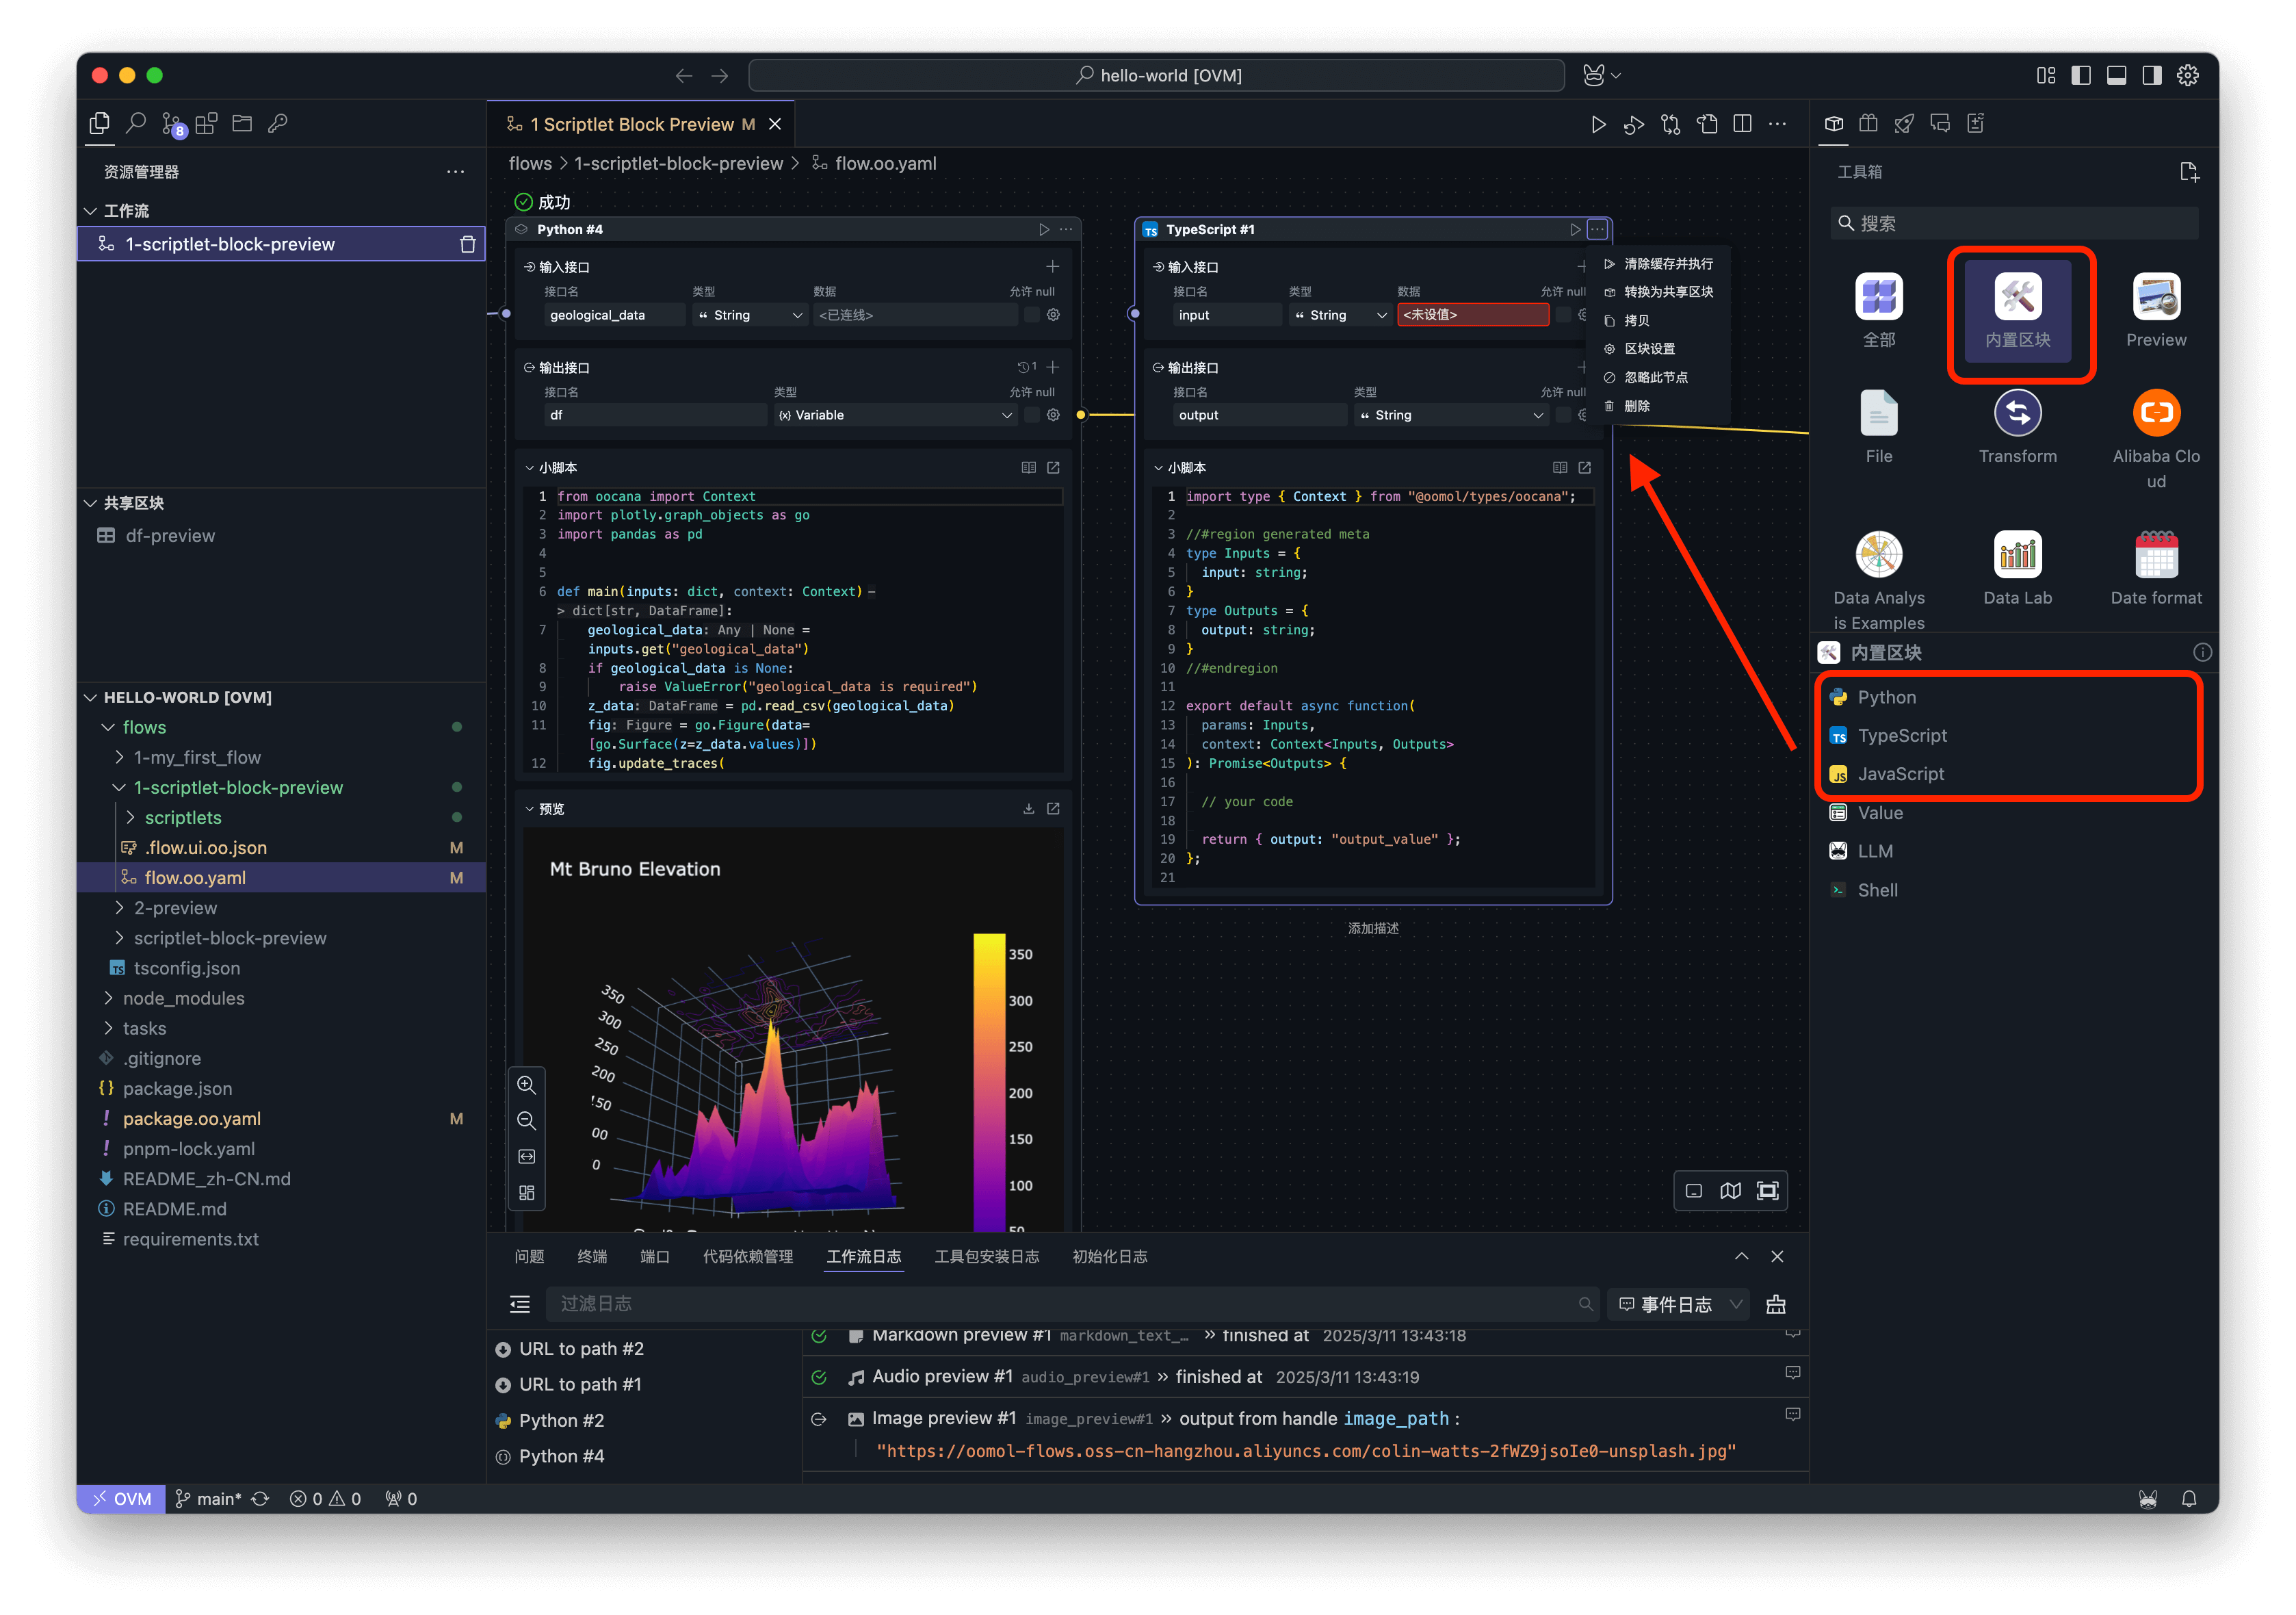 hello-world [OVM]
8
资源管理器
工作流
1-scriptlet-block-preview
共享区块
df-preview
HELLO-WORLD [OVM]
flows
1-my_first_flow
1-scriptlet-block-preview
scriptlets
.flow.ui.oo.json M
flow.oo.yaml M
2-preview
scriptlet-block-preview
tsconfig.json
node_modules
tasks
.gitignore
package.json
package.oo.yaml M
pnpm-lock.yaml
README_zh-CN.md
README.md
requirements.txt
1 Scriptlet Block Preview M
flows > 1-scriptlet-block-preview > flow.oo.yaml
成功
Python #4
输入接口
接口名 类型 数据 允许 null
geological_data String <已连线>
输出接口 1
接口名 类型 允许 null
df (x) Variable
小脚本
1 from oocana import Context
2 import plotly.graph_objects as go
3 import pandas as pd
4
5
6 def main(inputs: dict, context: Context) -
> dict[str, DataFrame]:
7 geological_data: Any | None =
inputs.get("geological_data")
8 if geological_data is None:
9 raise ValueError("geological_data is required")
10 z_data: DataFrame = pd.read_csv(geological_data)
11 fig: Figure = go.Figure(data=
[go.Surface(z=z_data.values)])
12 fig.update_traces(
预览
Mt Bruno Elevation
350
300
250
200
150
100
50
350
300
250
200
150
00
0
TS TypeScript #1
输入接口
接口名 类型 数据 允许 null
input String <未设值>
输出接口
接口名 类型 允许 null
output String
小脚本
1 import type { Context } from "@oomol/types/oocana";
2
3 //#region generated meta
4 type Inputs = {
5 input: string;
6 }
7 type Outputs = {
8 output: string;
9 }
10 //#endregion
11
12 export default async function(
13 params: Inputs,
14 context: Context<Inputs, Outputs>
15 ): Promise<Outputs> {
16
17 // your code
18
19 return { output: "output_value" };
20 };
21
添加描述
清除缓存并执行
转换为共享区块
拷贝
区块设置
忽略此节点
删除
工具箱
搜索
全部 内置区块 Preview
File Transform Alibaba Clo
ud
Data Analys Data Lab Date format
is Examples
内置区块
Python
TS TypeScript
JS JavaScript
Value
LLM
Shell
问题 终端 端口 代码依赖管理 工作流日志 工具包安装日志 初始化日志
过滤日志 事件日志
URL to path #2
URL to path #1
Python #2
Python #4
Markdown preview #1 markdown_text_… » finished at 2025/3/11 13:43:18
Audio preview #1 audio_preview#1 » finished at 2025/3/11 13:43:19
Image preview #1 image_preview#1 » output from handle image_path :
"https://oomol-flows.oss-cn-hangzhou.aliyuncs.com/colin-watts-2fWZ9jsoIe0-unsplash.jpg"
OVM main* 0 0 0